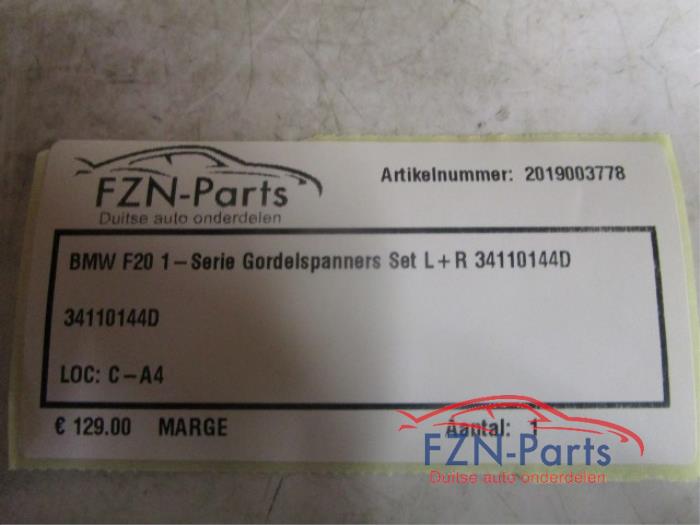 FZN-Parts
Duitse auto onderdelen
Artikelnummer: 2019003778
BMW F20 1-Serie Gordelspanners Set L+R 34110144D
34110144D
LOC: C-A4
€ 129.00 MARGE Aantal: 1
FZN-Parts
Duitse auto onderdelen